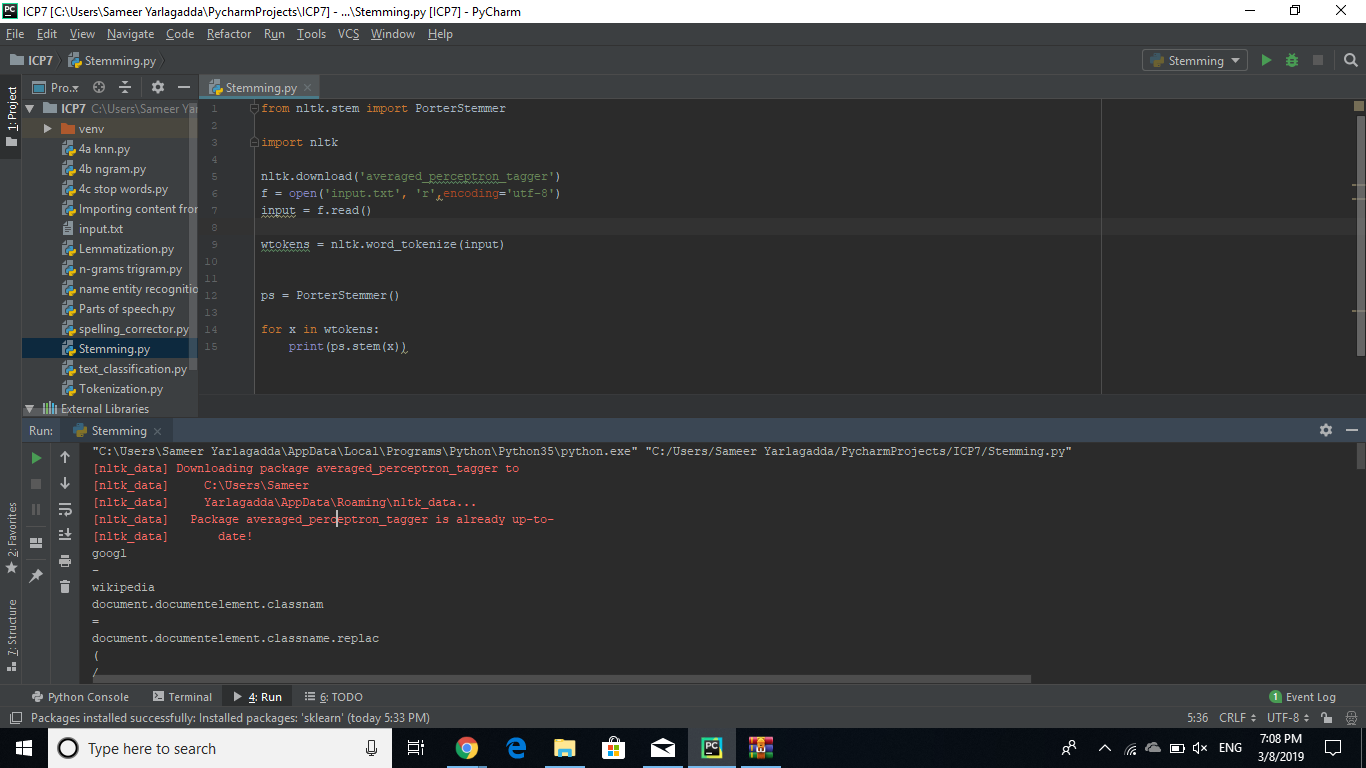 ICP7 [C:\Users\Sameer Yarlagadda\PycharmProjects\ICP7] - ...\Stemming.py [ICP7] - PyCharm
File Edit View Navigate Code Refactor Run Tools VCS Window Help
ICP7 Stemming.py
Stemming
1: Project
Pro..
Stemming.py
ICP7 C:\Users\Sameer Yar
venv
4a knn.py
4b ngram.py
4c stop words.py
Importing content fror
input.txt
Lemmatization.py
n-grams trigram.py
name entity recognitio
Parts of speech.py
spelling_corrector.py
Stemming.py
text_classification.py
Tokenization.py
External Libraries
1 from nltk.stem import PorterStemmer
2
3 import nltk
4
5 nltk.download('averaged_perceptron_tagger')
6 f = open('input.txt', 'r',encoding='utf-8')
7 input = f.read()
8
9 wtokens = nltk.word_tokenize(input)
10
11
12 ps = PorterStemmer()
13
14 for x in wtokens:
15 print(ps.stem(x))
Run: Stemming
"C:\Users\Sameer Yarlagadda\AppData\Local\Programs\Python\Python35\python.exe" "C:/Users/Sameer Yarlagadda/PycharmProjects/ICP7/Stemming.py"
[nltk_data] Downloading package averaged_perceptron_tagger to
[nltk_data] C:\Users\Sameer
[nltk_data] Yarlagadda\AppData\Roaming\nltk_data...
[nltk_data] Package averaged_perceptron_tagger is already up-to-
[nltk_data] date!
googl
-
wikipedia
document.documentelement.classnam
=
document.documentelement.classname.replac
(
/
2: Favorites
7: Structure
Python Console Terminal 4: Run 6: TODO 1 Event Log
Packages installed successfully: Installed packages: 'sklearn' (today 5:33 PM) 5:36 CRLF UTF-8
Type here to search
ENG
7:08 PM
3/8/2019